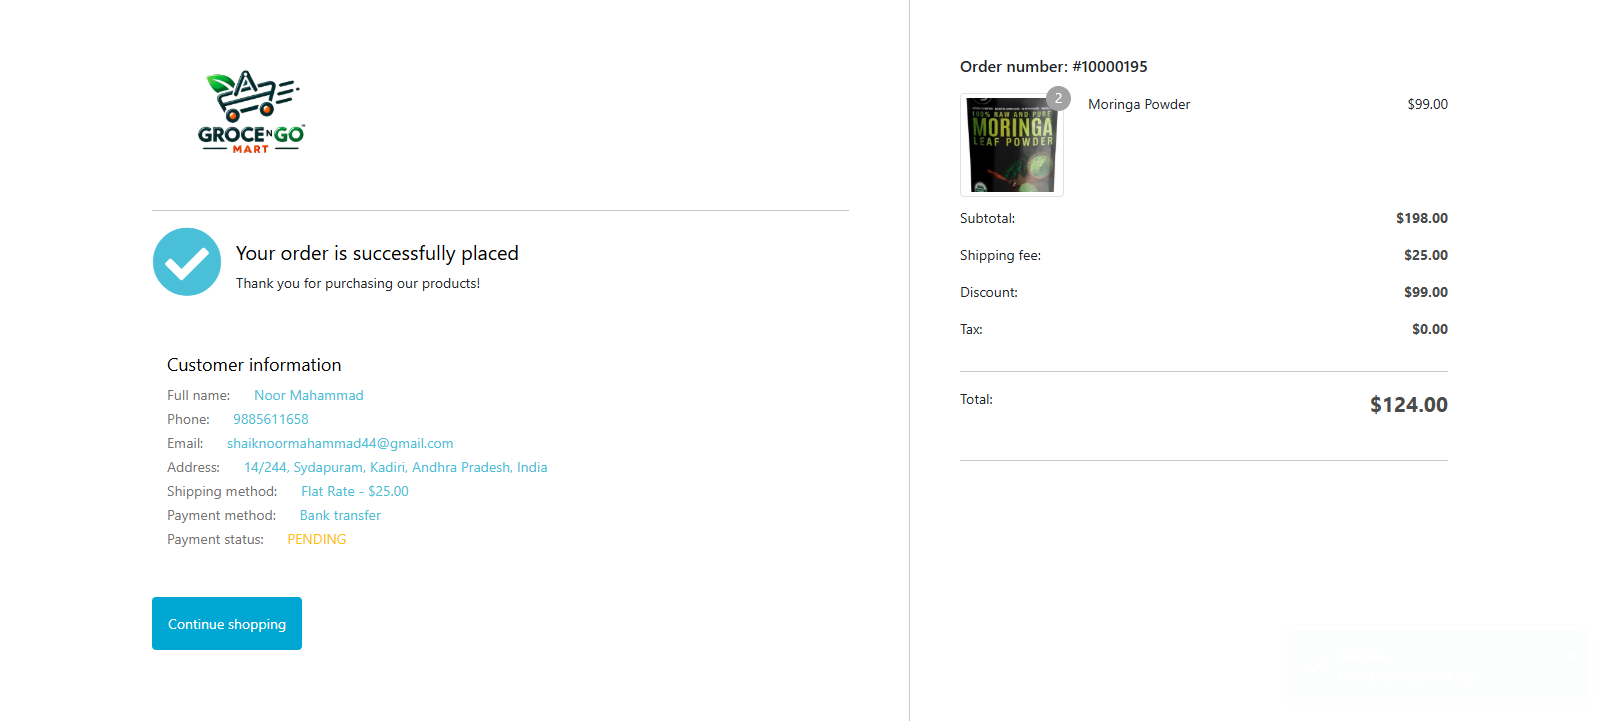 GROCE N GO
MART
Your order is successfully placed
Thank you for purchasing our products!
Customer information
Full name: Noor Mahammad
Phone: 9885611658
Email: shaiknoormahammad44@gmail.com
Address: 14/244, Sydapuram, Kadiri, Andhra Pradesh, India
Shipping method: Flat Rate - $25.00
Payment method: Bank transfer
Payment status: PENDING
Continue shopping
Order number: #10000195
2
Moringa Powder $99.00
100% RAW AND PURE
MORINGA
LEAF POWDER
Subtotal: $198.00
Shipping fee: $25.00
Discount: $99.00
Tax: $0.00
Total: $124.00